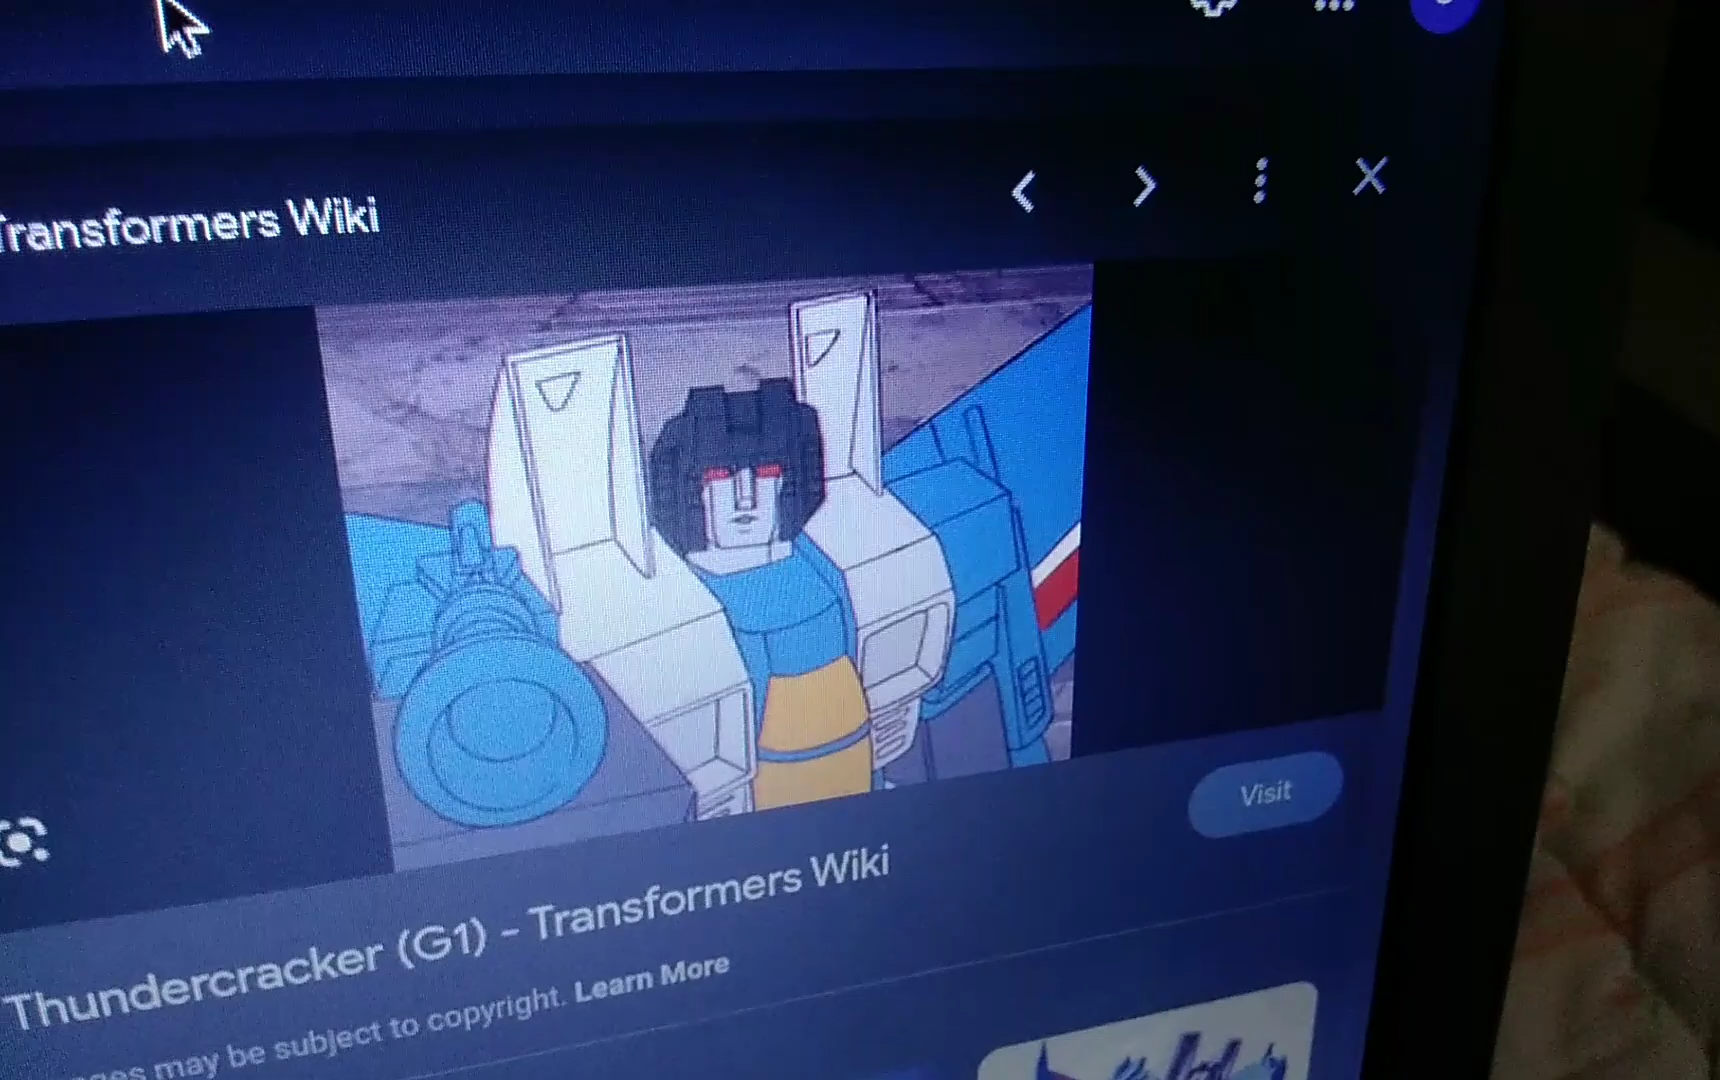 Transformers Wiki
Visit
Thundercracker (G1) - Transformers Wiki
may be subject to copyright. Learn More